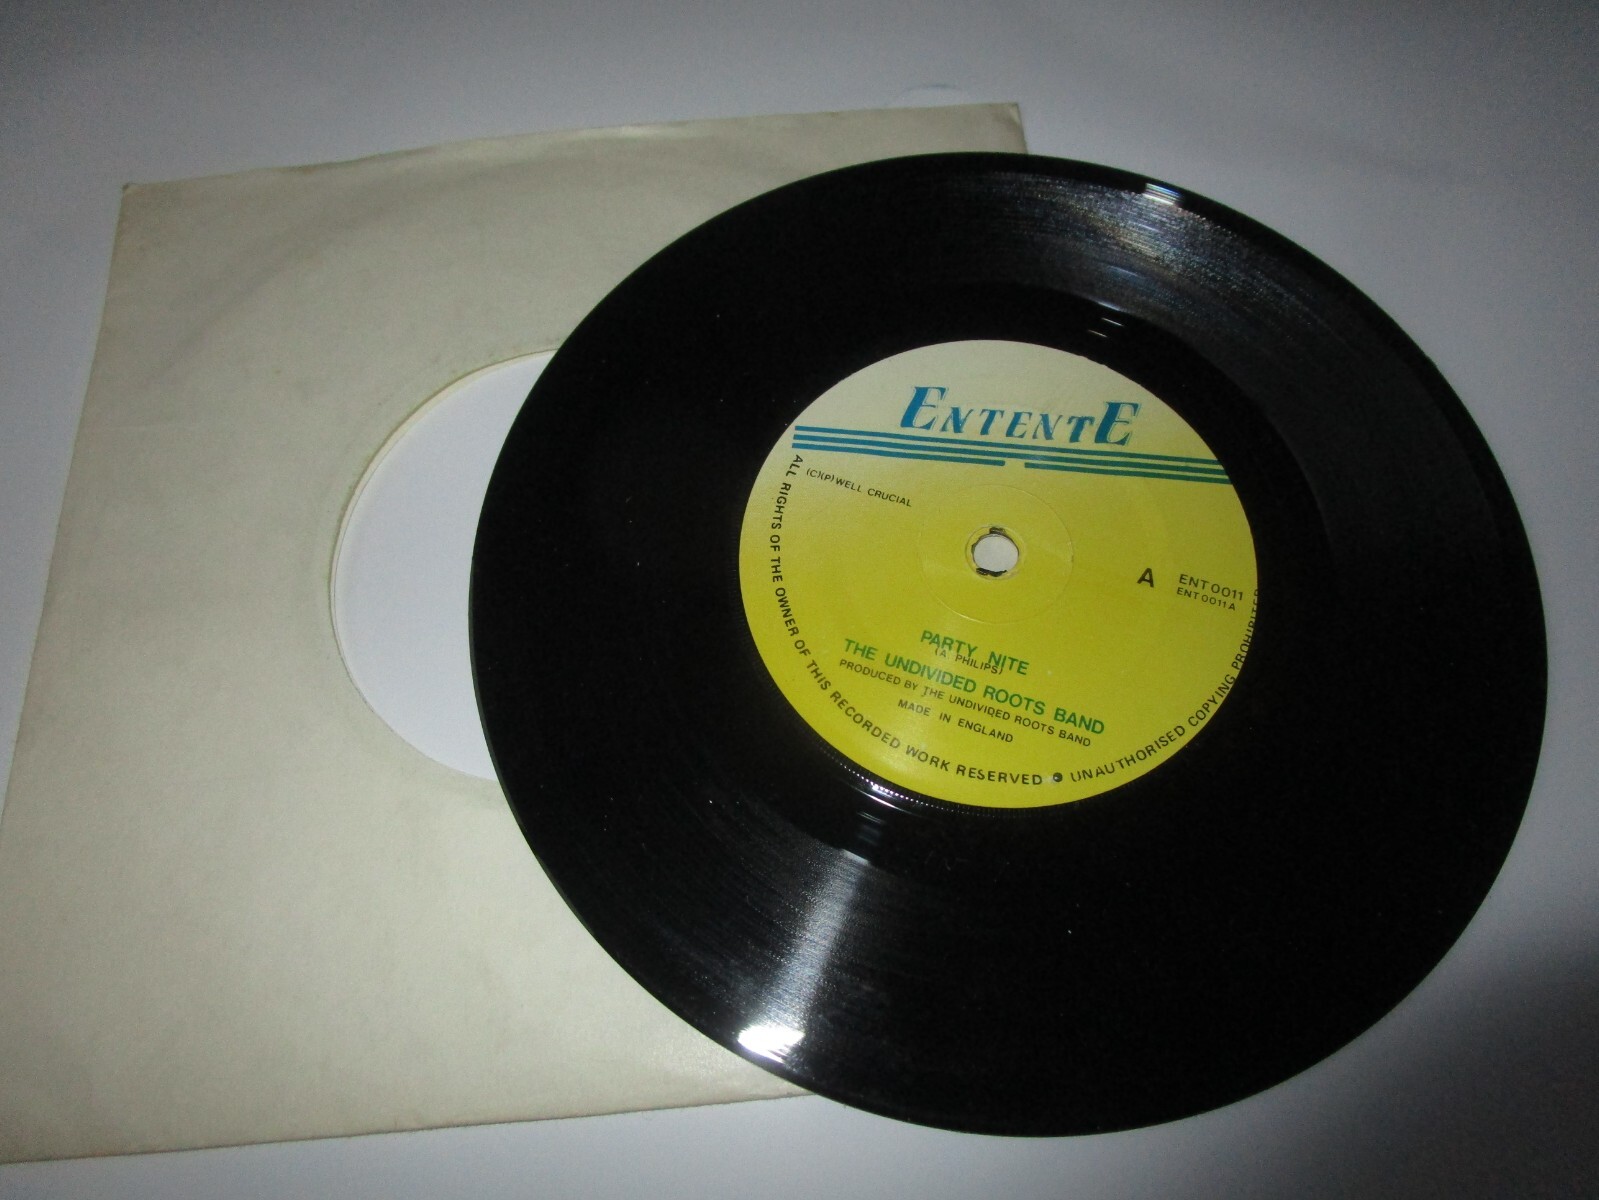 ENTENTE
(C)(P) WELL CRUCIAL
A
ENT 0011
ENT 0011 A
PARTY NITE
(A. PHILIPS)
THE UNDIVIDED ROOTS BAND
PRODUCED BY THE UNDIVIDED ROOTS BAND
MADE IN ENGLAND
ALL RIGHTS OF THE OWNER OF THIS RECORDED WORK RESERVED ● UNAUTHORISED COPYING PROHIBITED